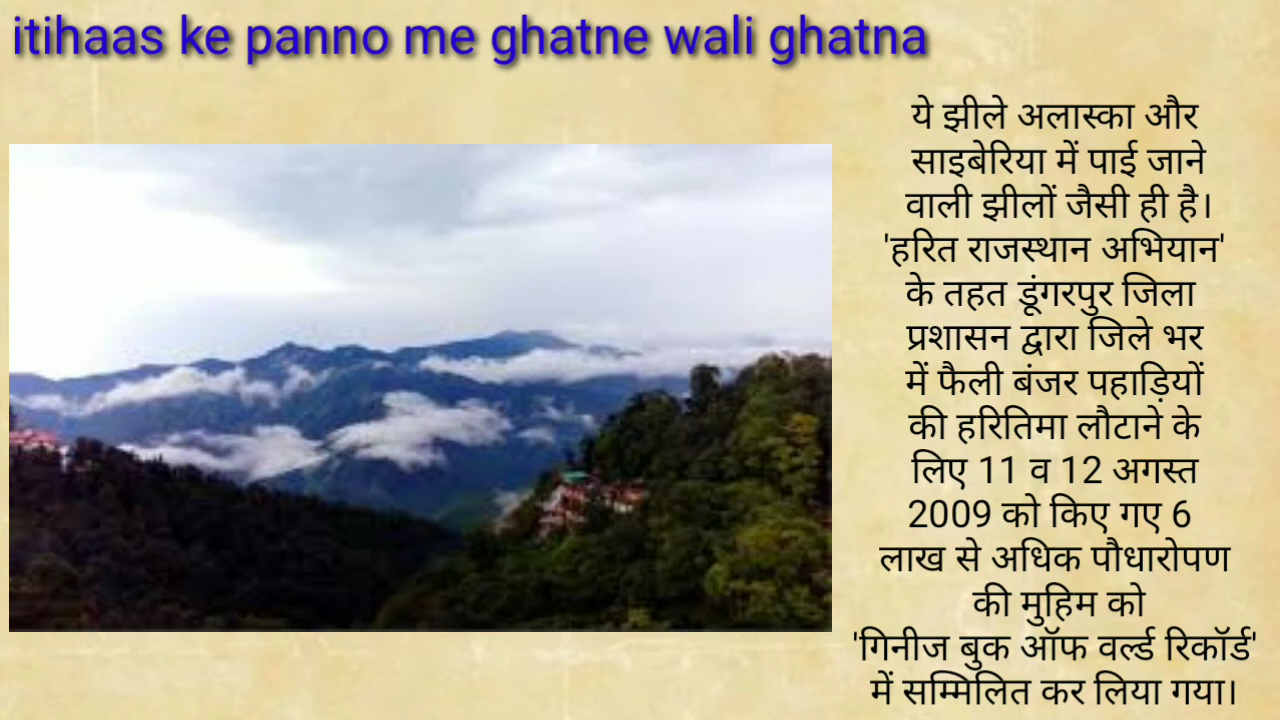 itihaas ke panno me ghatne wali ghatna
ये झीले अलास्का और
साइबेरिया में पाई जाने
वाली झीलों जैसी ही है।
'हरित राजस्थान अभियान'
के तहत डूंगरपुर जिला
प्रशासन द्वारा जिले भर
में फैली बंजर पहाड़ियों
की हरितिमा लौटाने के
लिए 11 व 12 अगस्त
2009 को किए गए 6
लाख से अधिक पौधारोपण
की मुहिम को
'गिनीज बुक ऑफ वर्ल्ड रिकॉर्ड'
में सम्मिलित कर लिया गया।